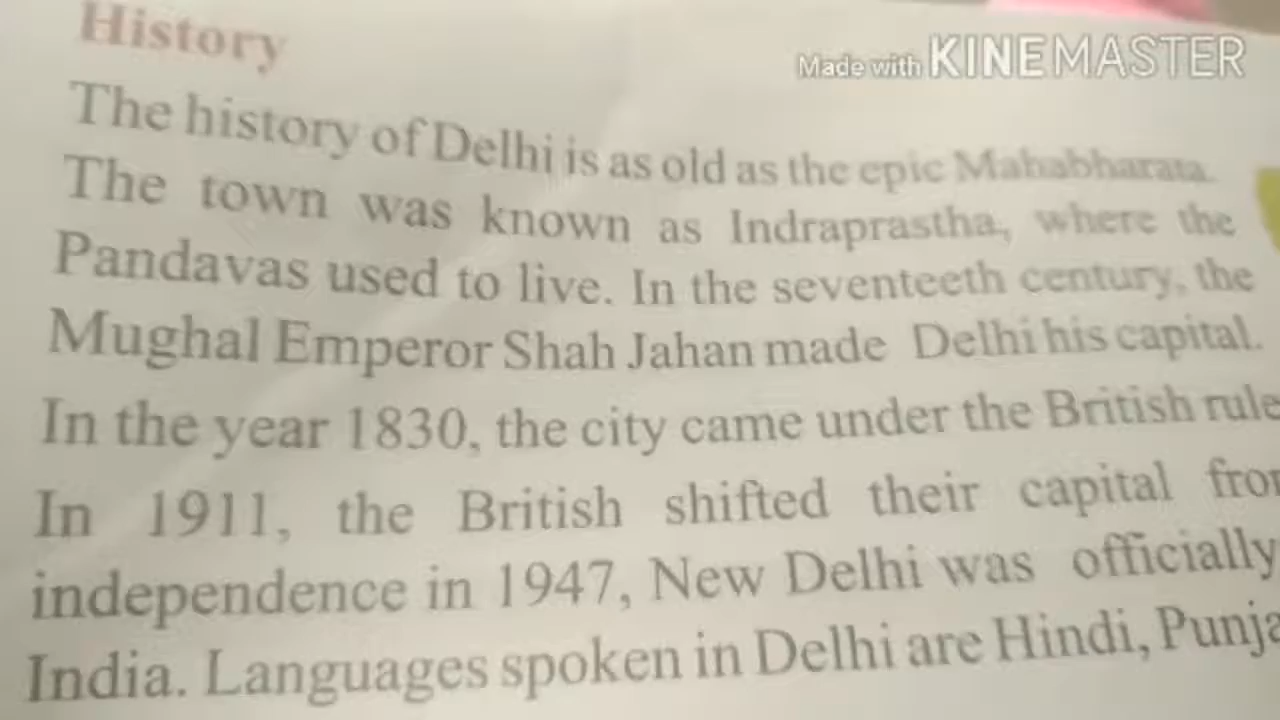 History
Made with KINEMASTER
The history of Delhi is as old as the epic Mahabharata.
The town was known as Indraprastha, where the
Pandavas used to live. In the seventeeth century, the
Mughal Emperor Shah Jahan made Delhi his capital.
In the year 1830, the city came under the British rule
In 1911, the British shifted their capital fro
independence in 1947, New Delhi was officially
India. Languages spoken in Delhi are Hindi, Punja